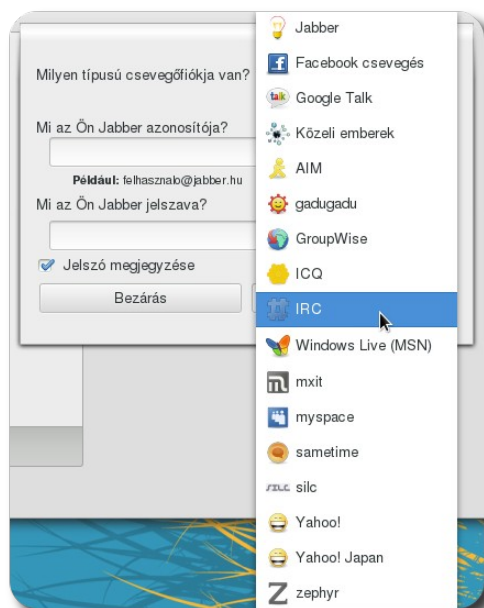 Milyen típusú csevegőfiókja van?
Mi az Ön Jabber azonosítója?
Például: felhasznalo@jabber.hu
Mi az Ön Jabber jelszava?
Jelszó megjegyzése
Bezárás
Jabber
f Facebook csevegés
talk Google Talk
Közeli emberek
AIM
gadugadu
GroupWise
ICQ
IRC
Windows Live (MSN)
mxit
myspace
sametime
SILC silc
Yahoo!
Yahoo! Japan
Z zephyr